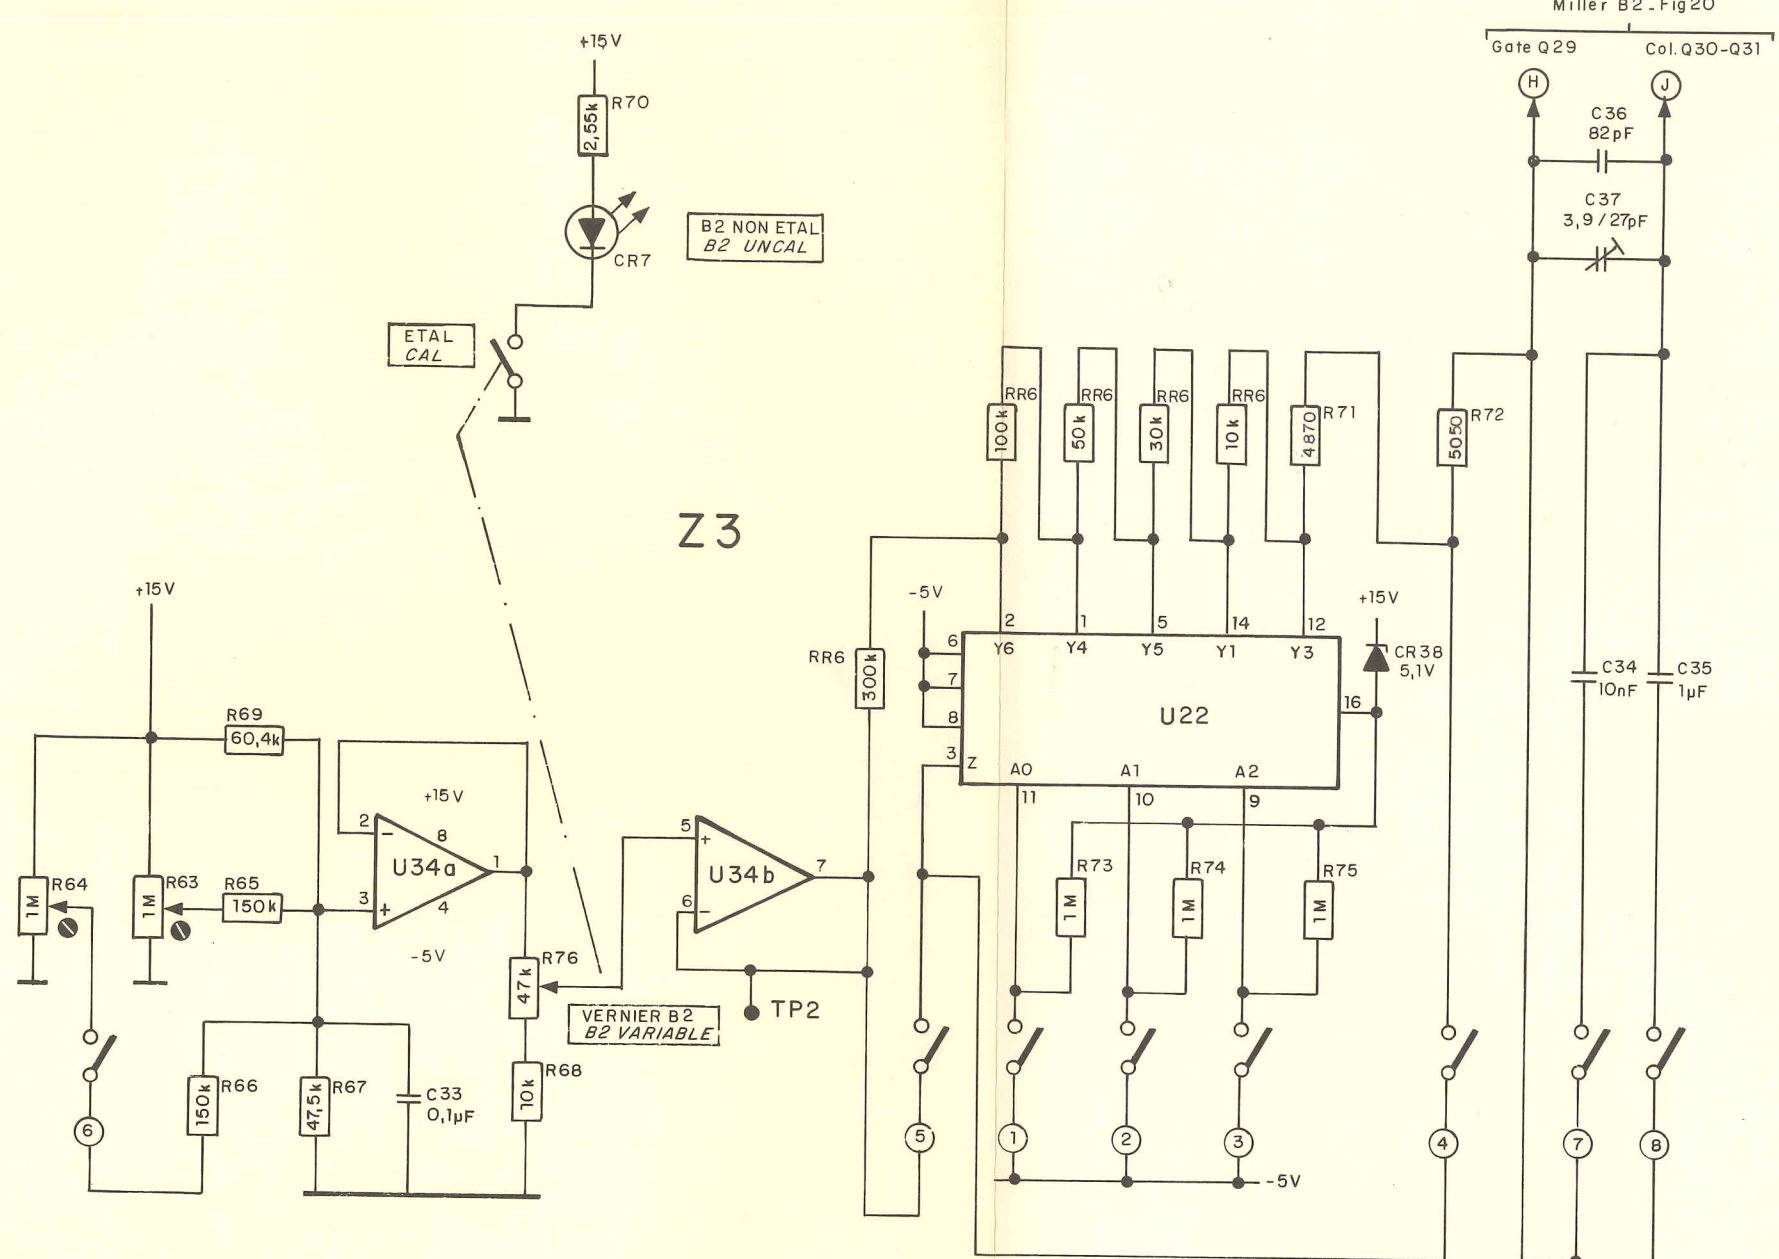 Miller B2_Fig20
Gate Q29
Col. Q30-Q31
H
J
C36
82pF
C37
3,9/27pF
+15V
R70
2,55k
CR7
B2 NON ETAL
B2 UNCAL
ETAL
CAL
RR6
100k
RR6
50k
RR6
30k
RR6
10k
R71
4870
R72
5050
Z3
+15V
-5V
+15V
RR6
300k
2
1
5
14
12
6
7
8
3
Y6
Y4
Y5
Y1
Y3
Z
U22
16
CR38
5,1V
A0
A1
A2
11
10
9
C34
10nF
C35
1µF
R69
60,4k
+15V
2
-
8
U34a
1
3
+
4
-5V
R64
1M
R63
1M
R65
150k
5
+
U34b
7
6
-
R73
1M
R74
1M
R75
1M
R76
47k
VERNIER B2
B2 VARIABLE
TP2
R66
150k
R67
47,5k
C33
0,1µF
R68
10k
6
5
1
2
3
4
7
8
-5V